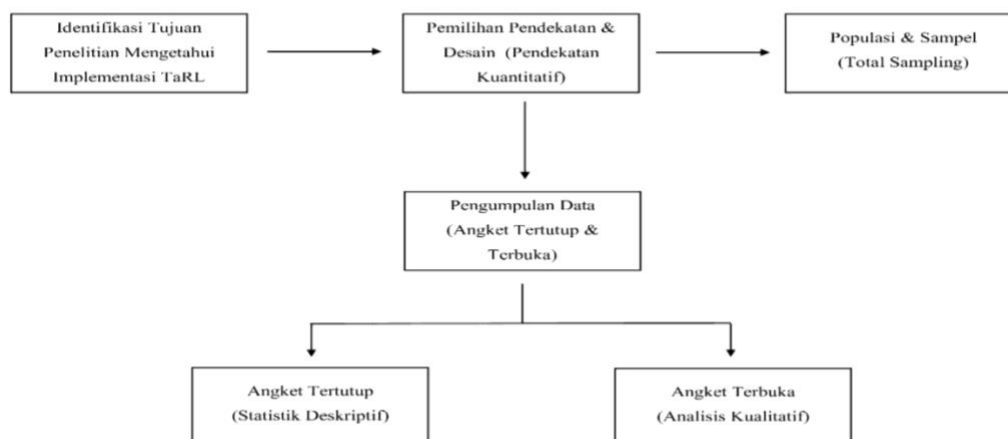 Identifikasi Tujuan
Penelitian Mengetahui
Implementasi TaRL
Pemilihan Pendekatan &
Desain (Pendekatan
Kuantitatif)
Populasi & Sampel
(Total Sampling)
Pengumpulan Data
(Angket Tertutup &
Terbuka)
Angket Tertutup
(Statistik Deskriptif)
Angket Terbuka
(Analisis Kualitatif)